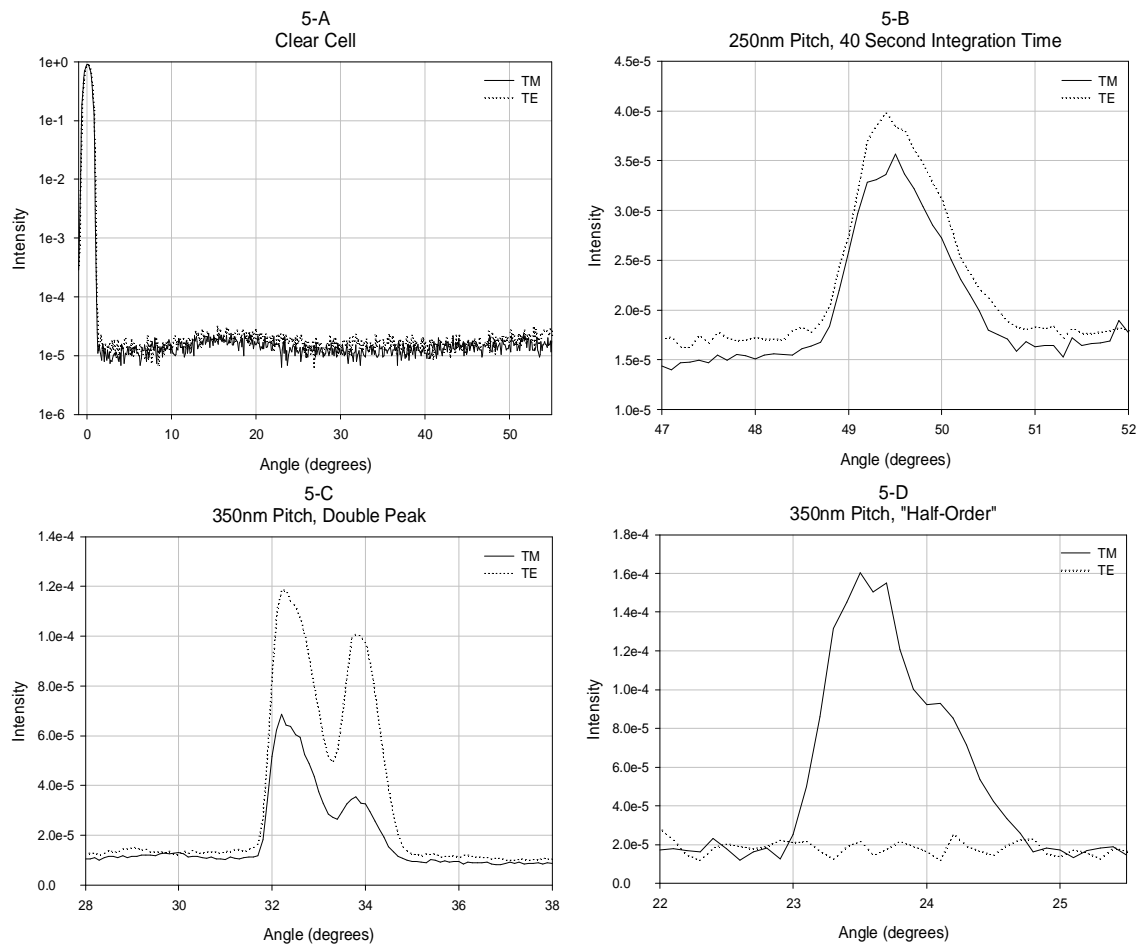 5-A
Clear Cell
1e+0
1e-1
1e-2
1e-3
1e-4
1e-5
1e-6
Intensity
TM
TE
0 10 20 30 40 50
Angle (degrees)
5-B
250nm Pitch, 40 Second Integration Time
4.5e-5
4.0e-5
3.5e-5
3.0e-5
2.5e-5
2.0e-5
1.5e-5
1.0e-5
Intensity
TM
TE
47 48 49 50 51 52
Angle (degrees)
5-C
350nm Pitch, Double Peak
1.4e-4
1.2e-4
1.0e-4
8.0e-5
6.0e-5
4.0e-5
2.0e-5
0.0
Intensity
TM
TE
28 30 32 34 36 38
Angle (degrees)
5-D
350nm Pitch, "Half-Order"
1.8e-4
1.6e-4
1.4e-4
1.2e-4
1.0e-4
8.0e-5
6.0e-5
4.0e-5
2.0e-5
0.0
Intensity
TM
TE
22 23 24 25
Angle (degrees)